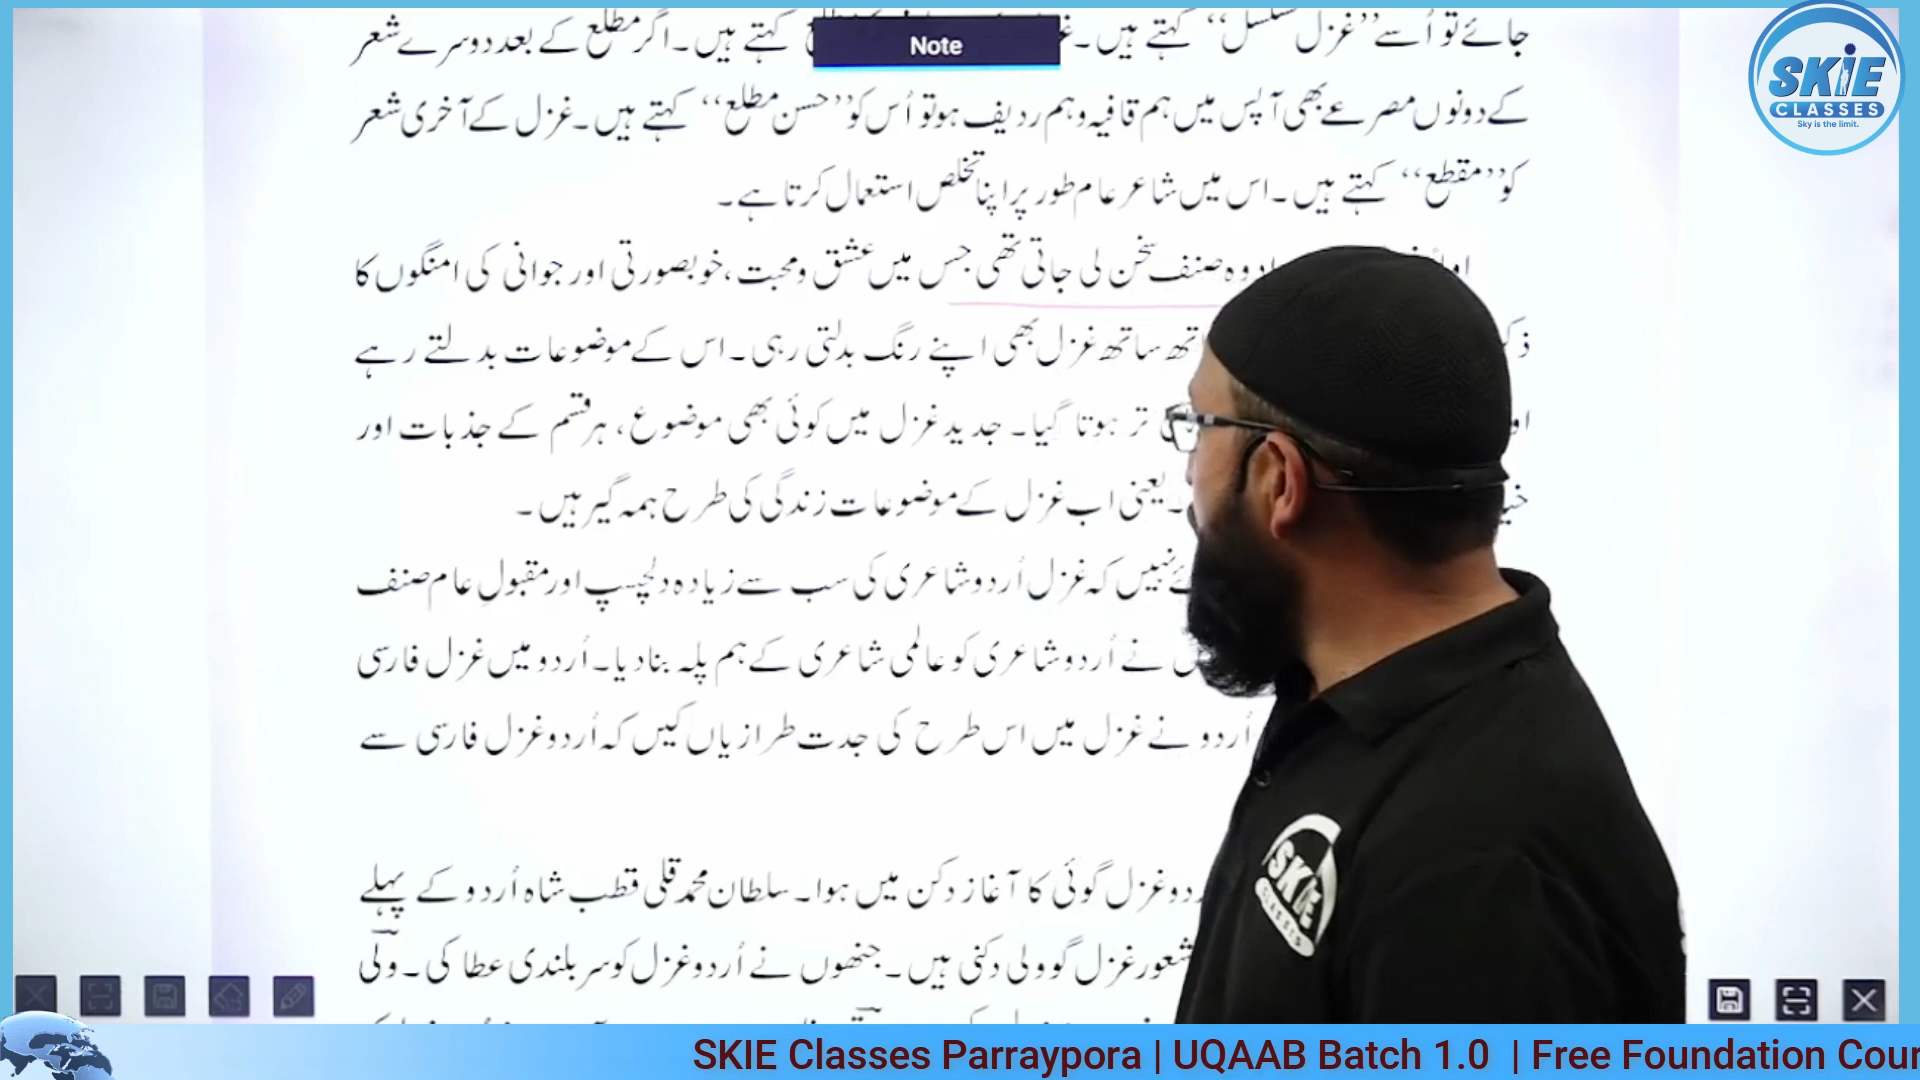 Note
SKIE
CLASSES
Sky is the limit.
جائے تو اُسے ’’غزل مسلسل‘‘ کہتے ہیں۔ کہتے ہیں۔ اگر مطلع کے بعد دوسرے شعر
کے دونوں مصرعے بھی آپس میں ہم قافیہ و ہم ردیف ہو تو اُس کو ’’حسن مطلع‘‘ کہتے ہیں۔ غزل کے آخری شعر
کو ’’مقطع‘‘ کہتے ہیں۔ اس میں شاعر عام طور پر اپنا تخلص استعمال کرتا ہے۔
وہ صنف سخن لی جاتی تھی جس میں عشق و محبت، خوبصورتی اور جوانی کی امنگوں کا
ساتھ غزل بھی اپنے رنگ بدلتی رہی۔ اس کے موضوعات بدلتے رہے
تر ہوتا گیا۔ جدید غزل میں کوئی بھی موضوع، ہر قسم کے جذبات اور
یعنی اب غزل کے موضوعات زندگی کی طرح ہمہ گیر ہیں۔
نہیں کہ غزل اُردو شاعری کی سب سے زیادہ دلچسپ اور مقبولِ عام صنف
نے اُردو شاعری کو عالمی شاعری کے ہم پلہ بنا دیا۔ اُردو میں غزل فارسی
اُردو نے غزل میں اس طرح کی جدت طرازیاں کیں کہ اُردو غزل فارسی سے
غزل گوئی کا آغاز دکن میں ہوا۔ سلطان محمد قلی قطب شاہ اُردو کے پہلے
غزل گو ولی دکنی ہیں۔ جنھوں نے اُردو غزل کو سر بلندی عطا کی۔ ولی
SKIE
CLASSES
SKIE Classes Parraypora | UQAAB Batch 1.0 | Free Foundation Cour